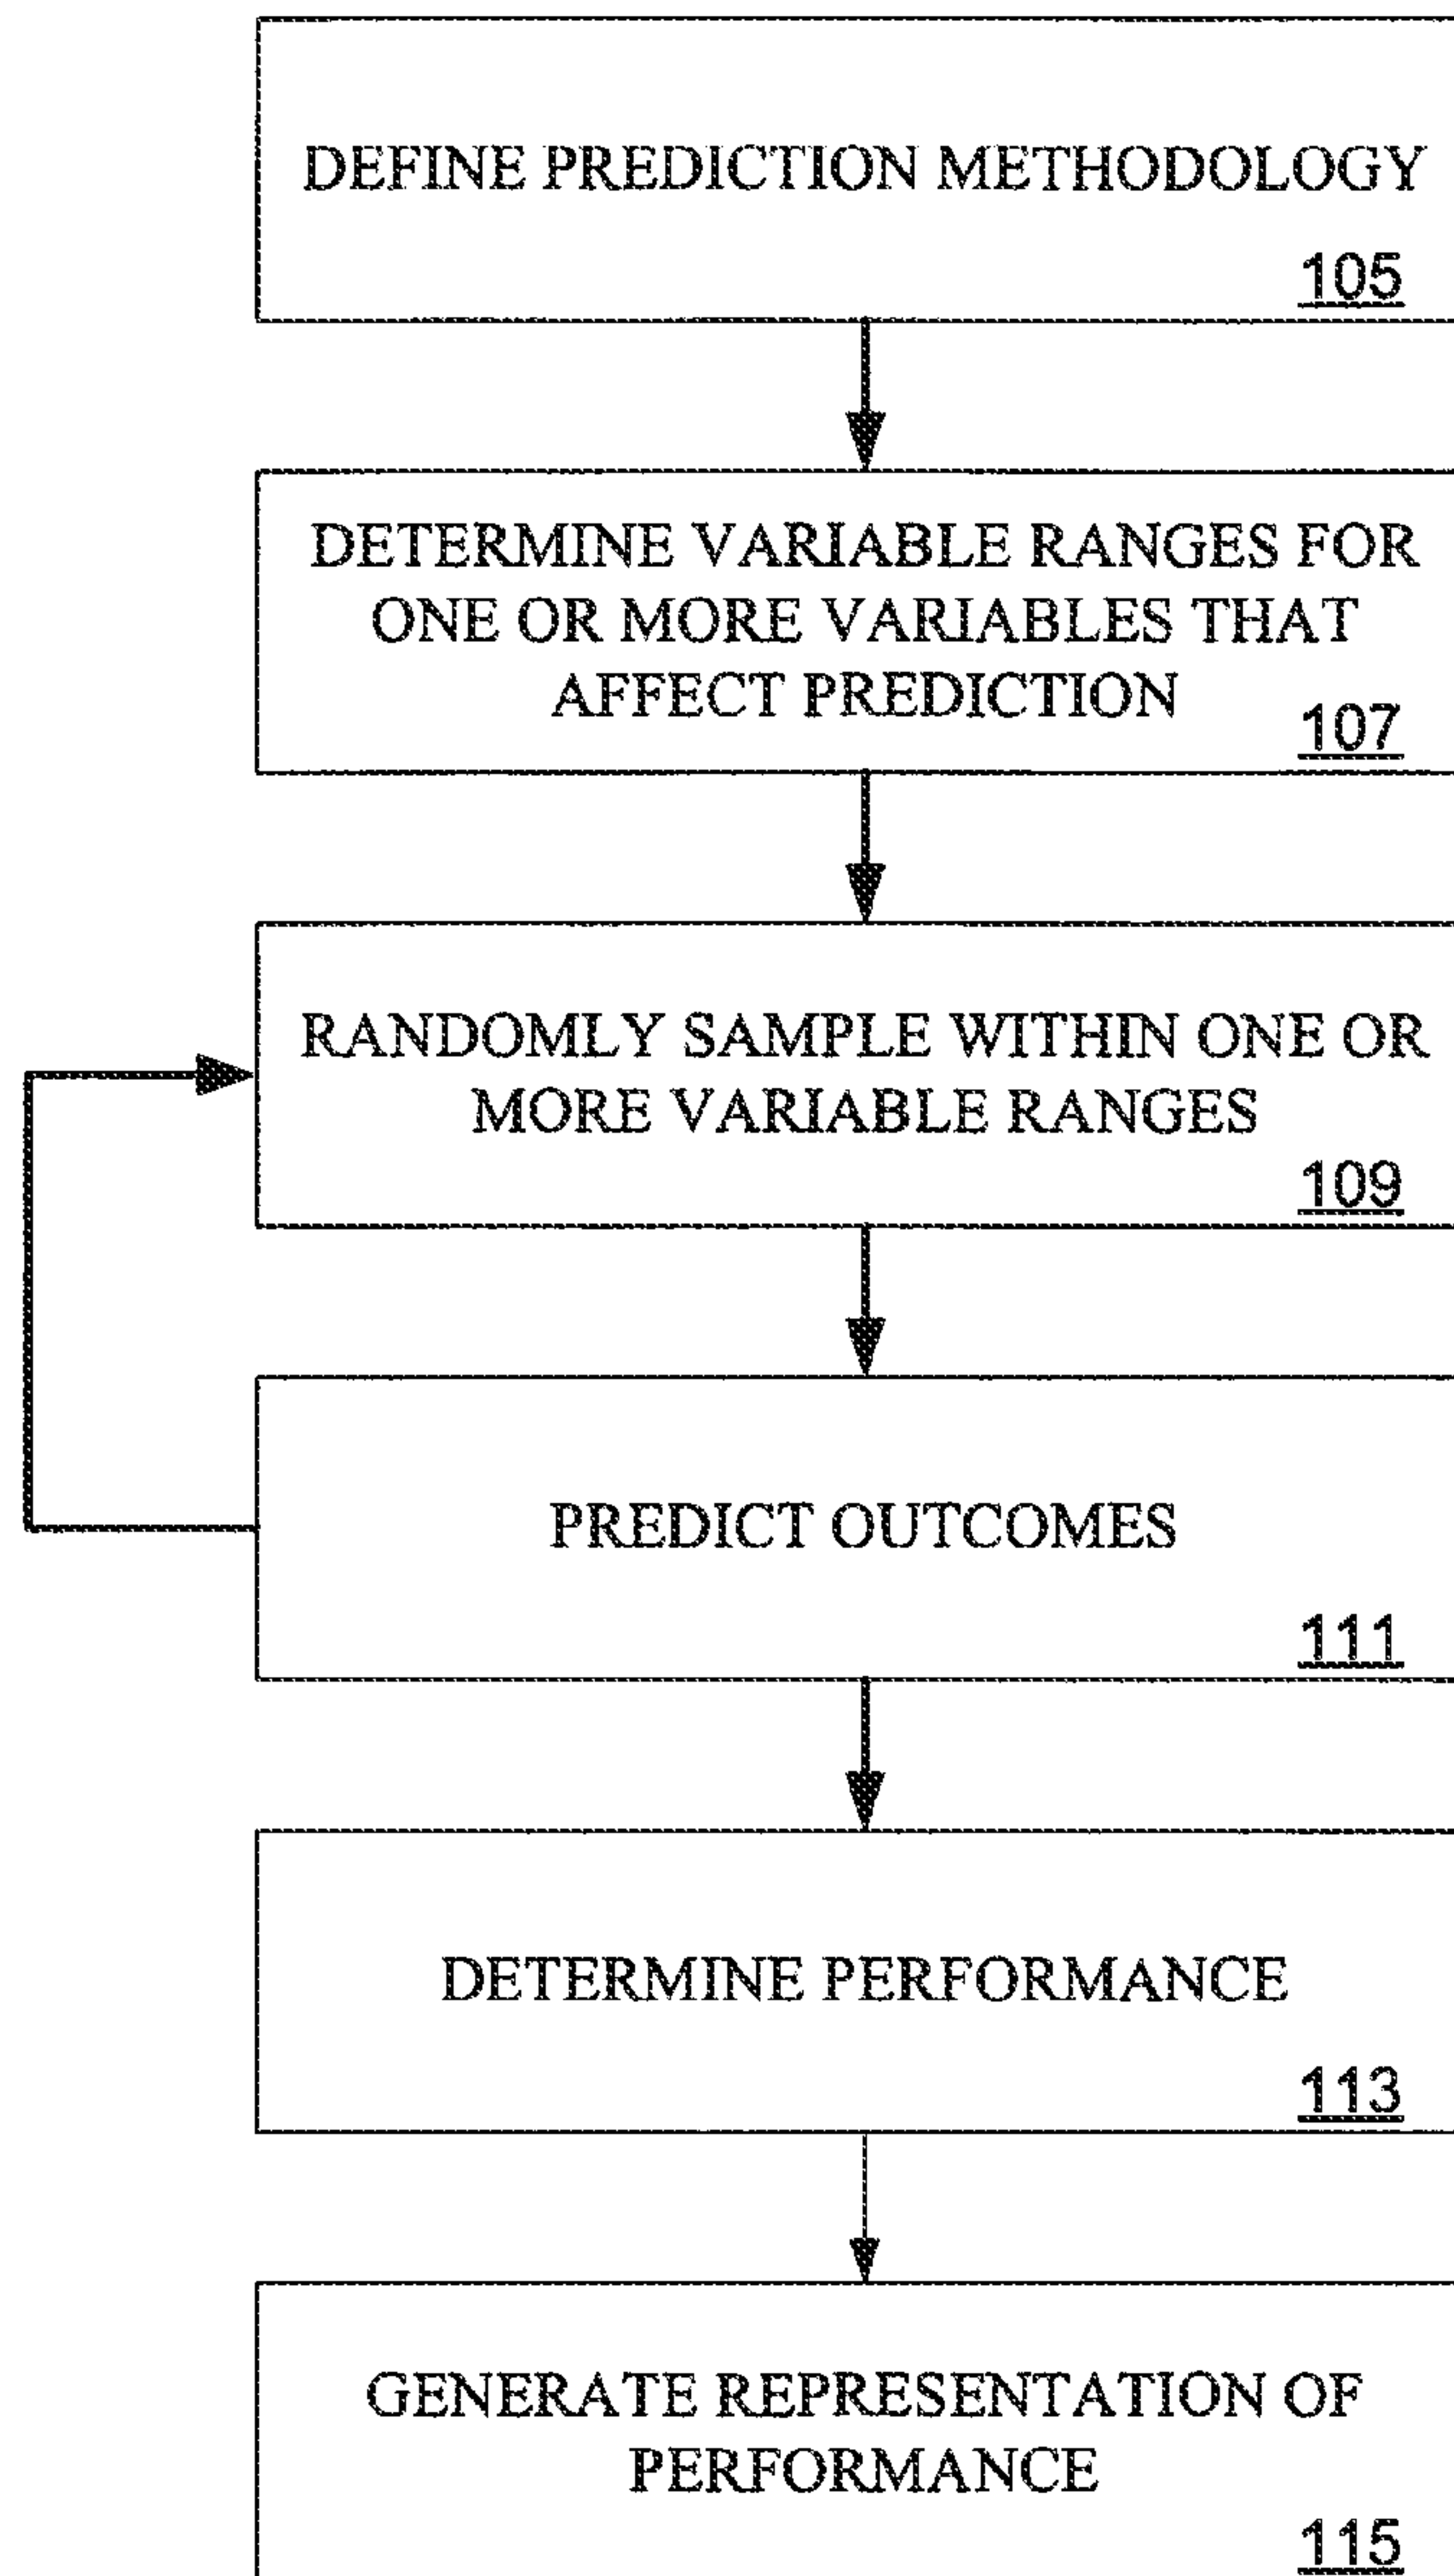 DEFINE PREDICTION METHODOLOGY
105
DETERMINE VARIABLE RANGES FOR
ONE OR MORE VARIABLES THAT
AFFECT PREDICTION
107
RANDOMLY SAMPLE WITHIN ONE OR
MORE VARIABLE RANGES
109
PREDICT OUTCOMES
111
DETERMINE PERFORMANCE
113
GENERATE REPRESENTATION OF
PERFORMANCE
115